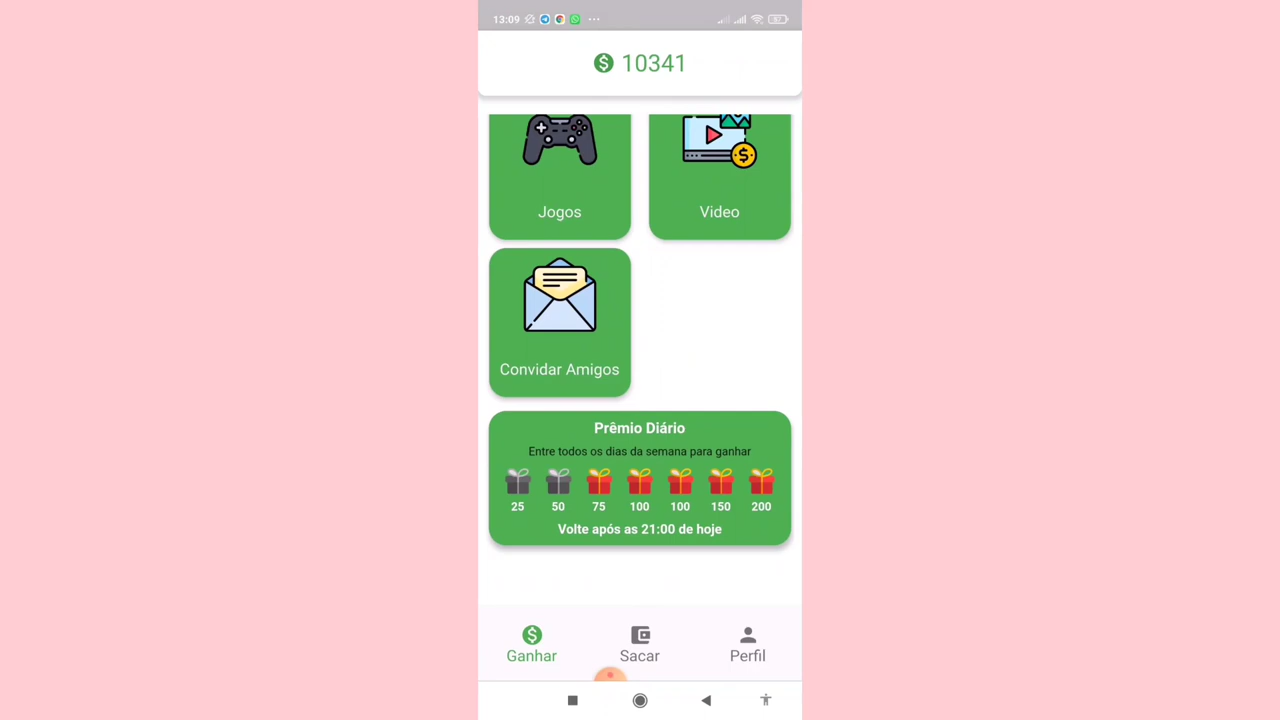 13:09
10341
Jogos
Video
Convidar Amigos
Prêmio Diário
Entre todos os dias da semana para ganhar
25 50 75 100 100 150 200
Volte após as 21:00 de hoje
Ganhar Sacar Perfil